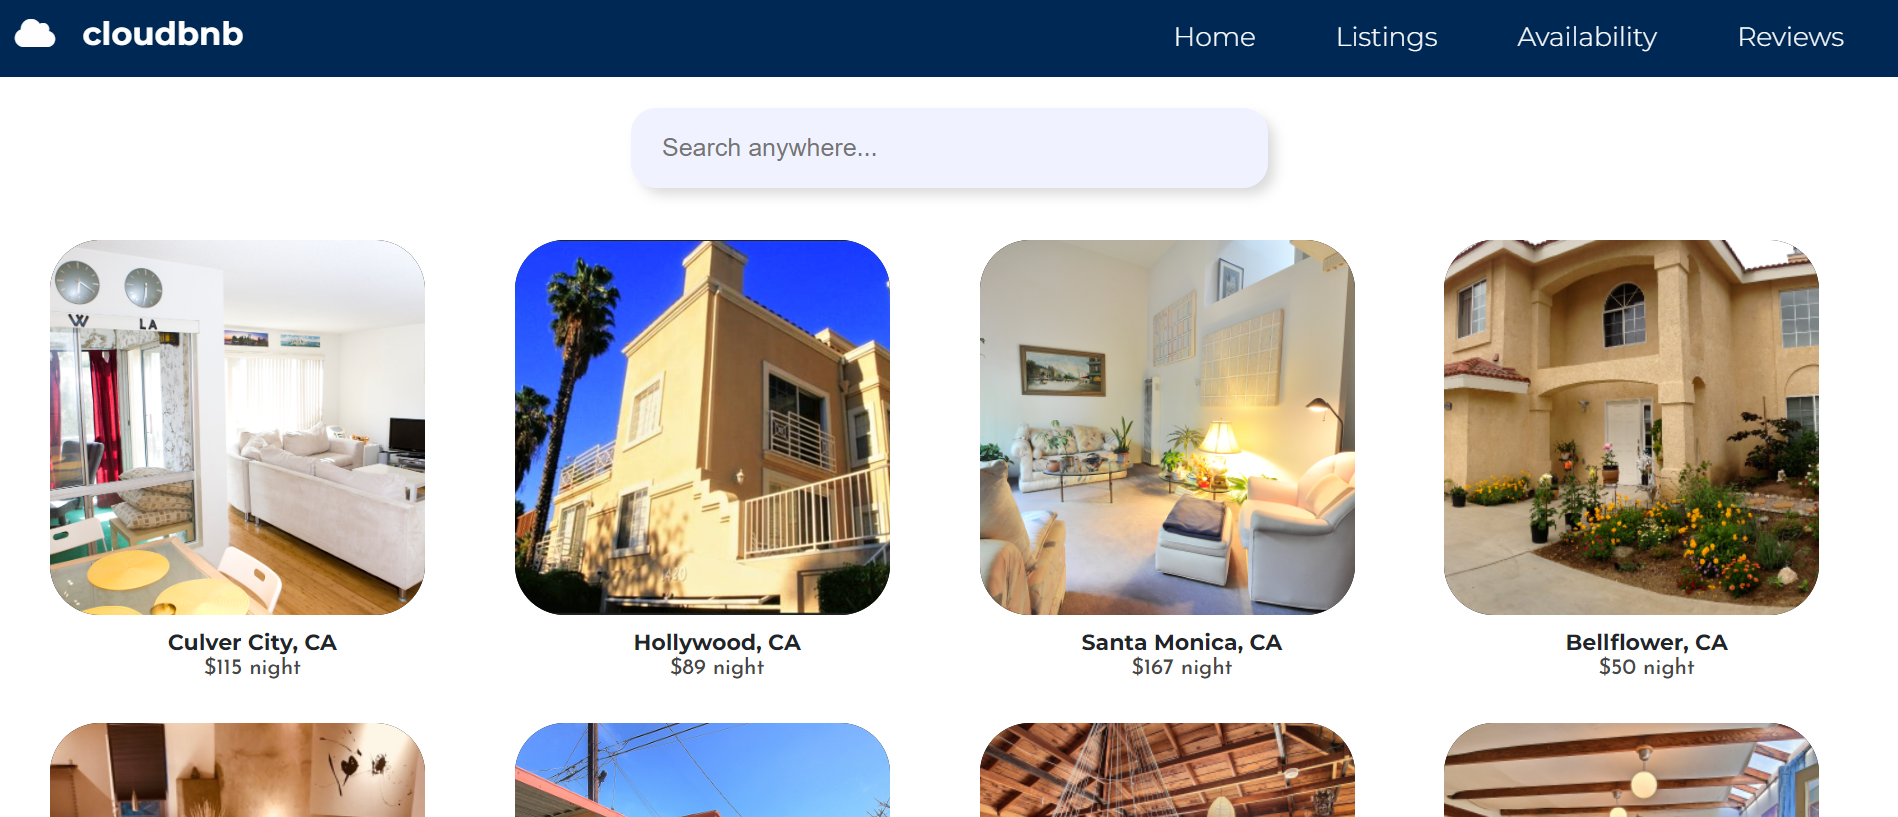 cloudbnb
Home Listings Availability Reviews
Search anywhere...
W LA
1420
Culver City, CA
$115 night
Hollywood, CA
$89 night
Santa Monica, CA
$167 night
Bellflower, CA
$50 night